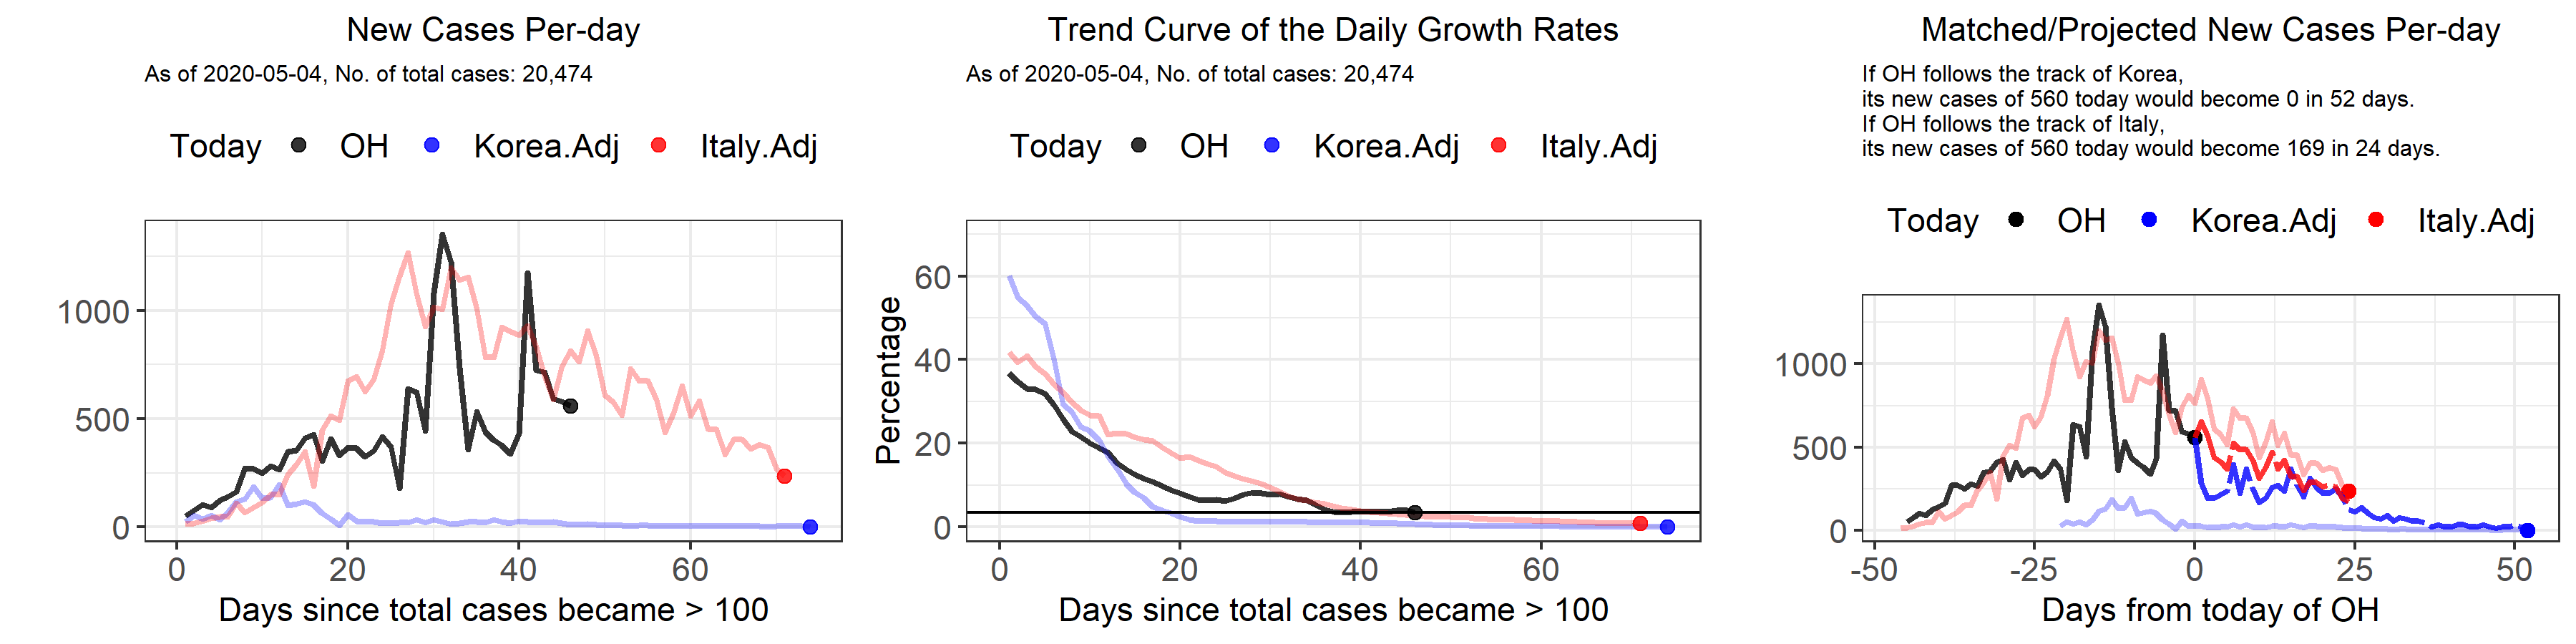 New Cases Per-day
As of 2020-05-04, No. of total cases: 20,474
Today OH Korea.Adj Italy.Adj
1000
500
0
0 20 40 60
Days since total cases became > 100
Trend Curve of the Daily Growth Rates
As of 2020-05-04, No. of total cases: 20,474
Today OH Korea.Adj Italy.Adj
Percentage
60
40
20
0
0 20 40 60
Days since total cases became > 100
Matched/Projected New Cases Per-day
If OH follows the track of Korea,
its new cases of 560 today would become 0 in 52 days.
If OH follows the track of Italy,
its new cases of 560 today would become 169 in 24 days.
Today OH Korea.Adj Italy.Adj
1000
500
0
-50 -25 0 25 50
Days from today of OH